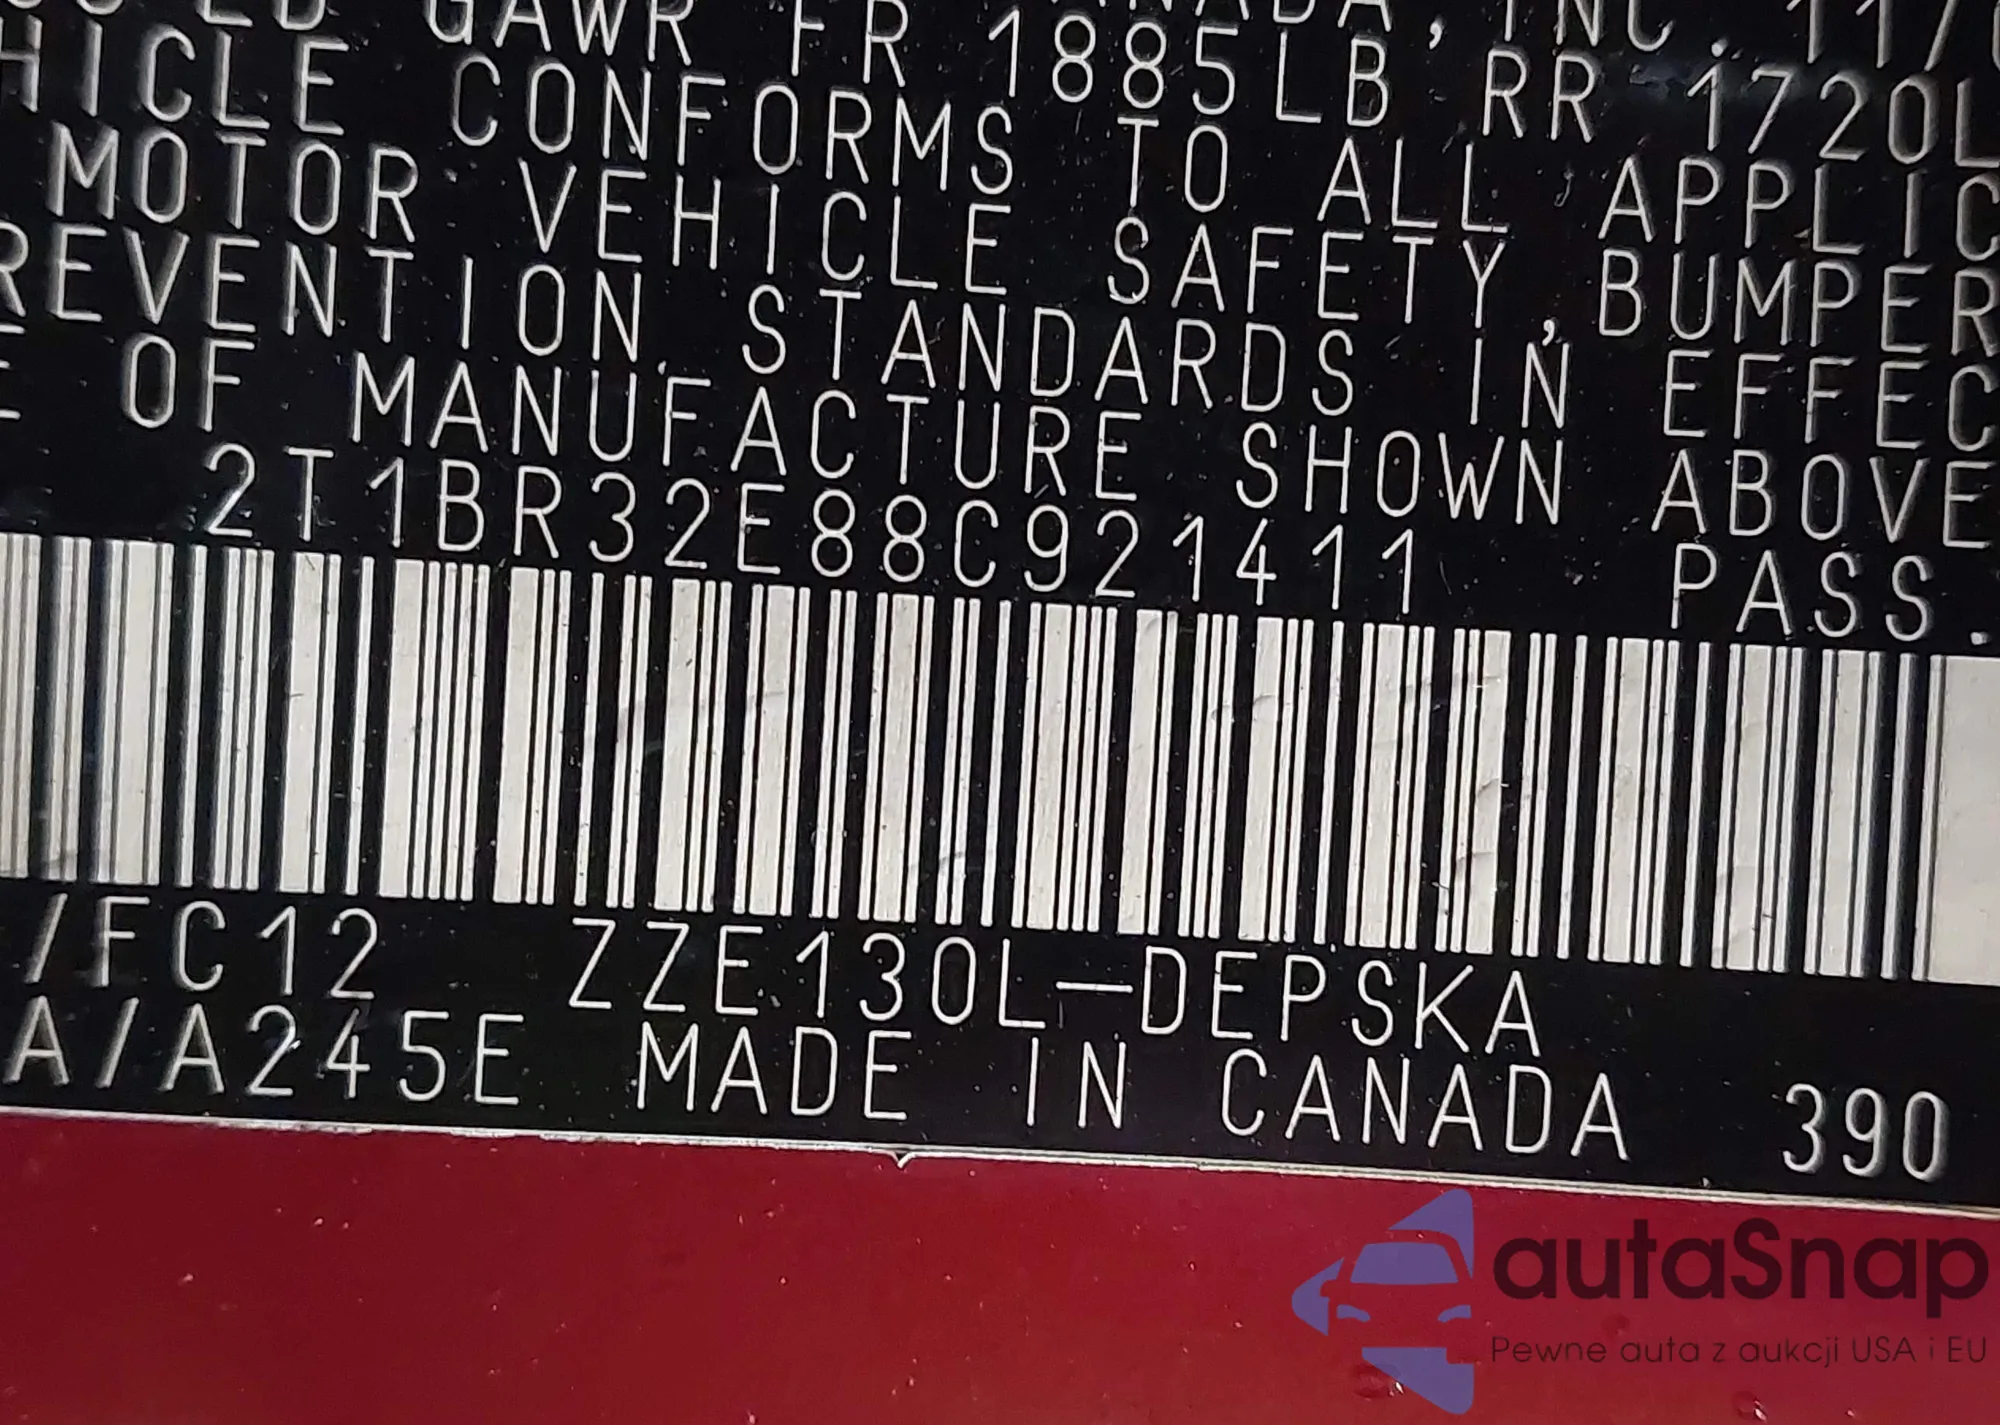 GAWR FR 1885LB RR 1720L
HICLE CONFORMS TO ALL APPLIC
MOTOR VEHICLE SAFETY, BUMPER
REVENTION STANDARDS IN EFFEC
E OF MANUFACTURE SHOWN ABOVE
2T1BR32E88C921411 PASS.
/FC12 ZZE130L-DEPSKA
A/A245E MADE IN CANADA 390
autaSnap
Pewne auta z aukcji USA i EU